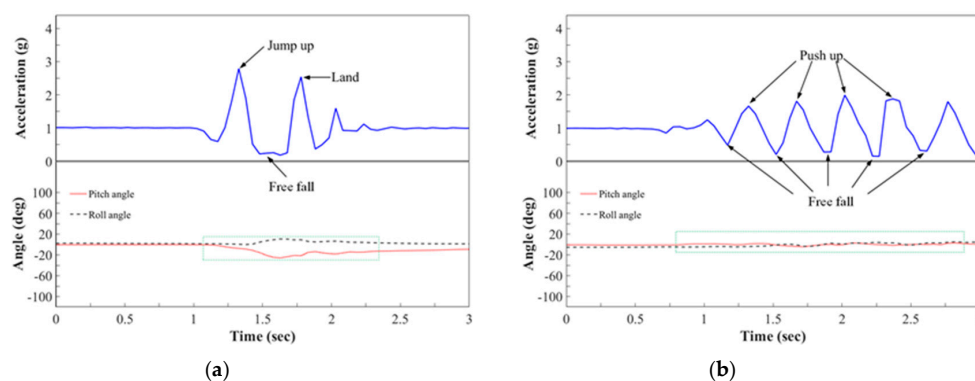 4
3
2
1
0
Acceleration (g)
Jump up
Land
Free fall
100
60
20
-20
-60
-100
Angle (deg)
Pitch angle
Roll angle
0 0.5 1 1.5 2 2.5 3
Time (sec)
(a)
4
3
2
1
0
Acceleration (g)
Push up
Free fall
100
60
20
-20
-60
-100
Angle (deg)
Pitch angle
Roll angle
0 0.5 1 1.5 2 2.5
Time (sec)
(b)